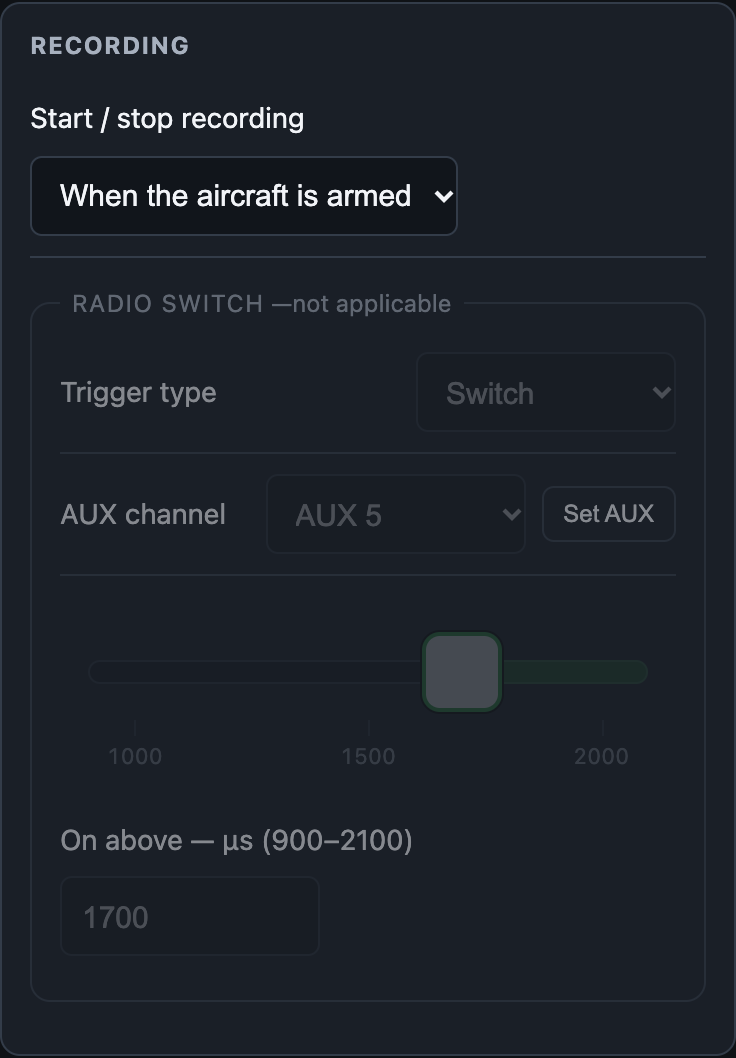 RECORDING
Start / stop recording
When the aircraft is armed
RADIO SWITCH —not applicable
Trigger type
Switch
AUX channel
AUX 5
Set AUX
1000
1500
2000
On above — µs (900–2100)
1700